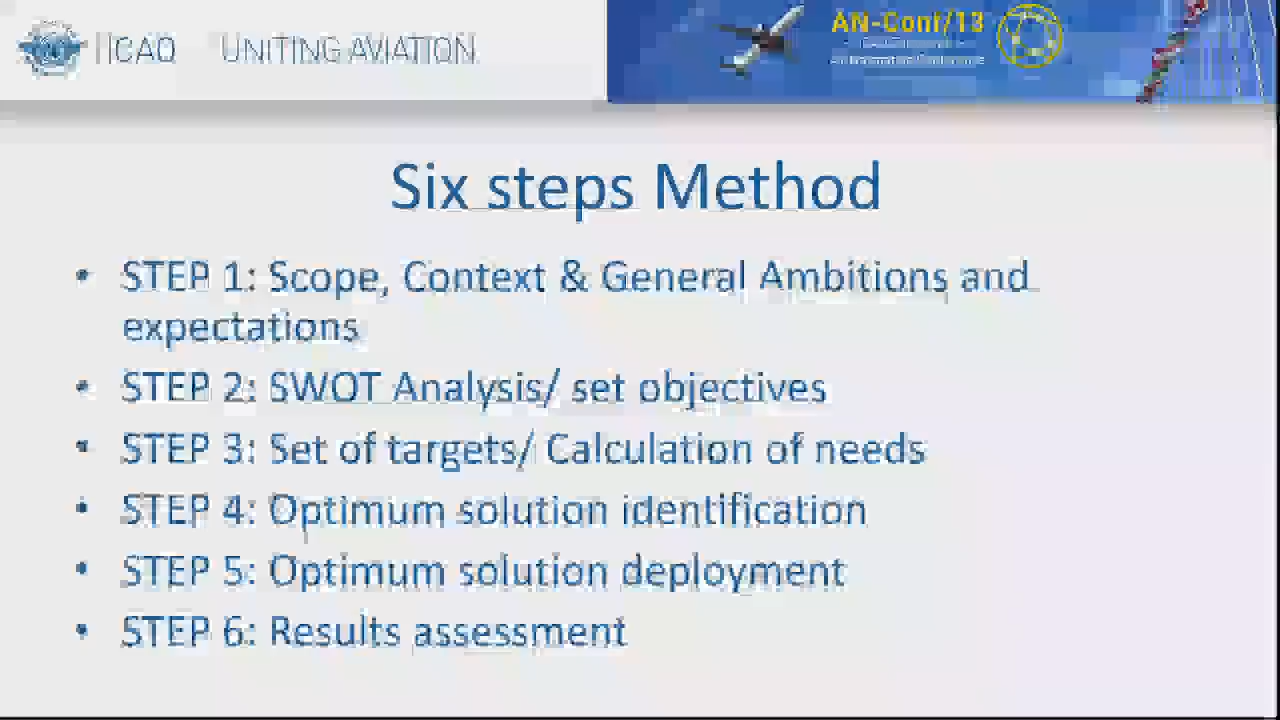 ICAO UNITING AVIATION
AN-Conf/13
Six steps Method
• STEP 1: Scope, Context & General Ambitions and
expectations
• STEP 2: SWOT Analysis/ set objectives
• STEP 3: Set of targets/ Calculation of needs
• STEP 4: Optimum solution identification
• STEP 5: Optimum solution deployment
• STEP 6: Results assessment